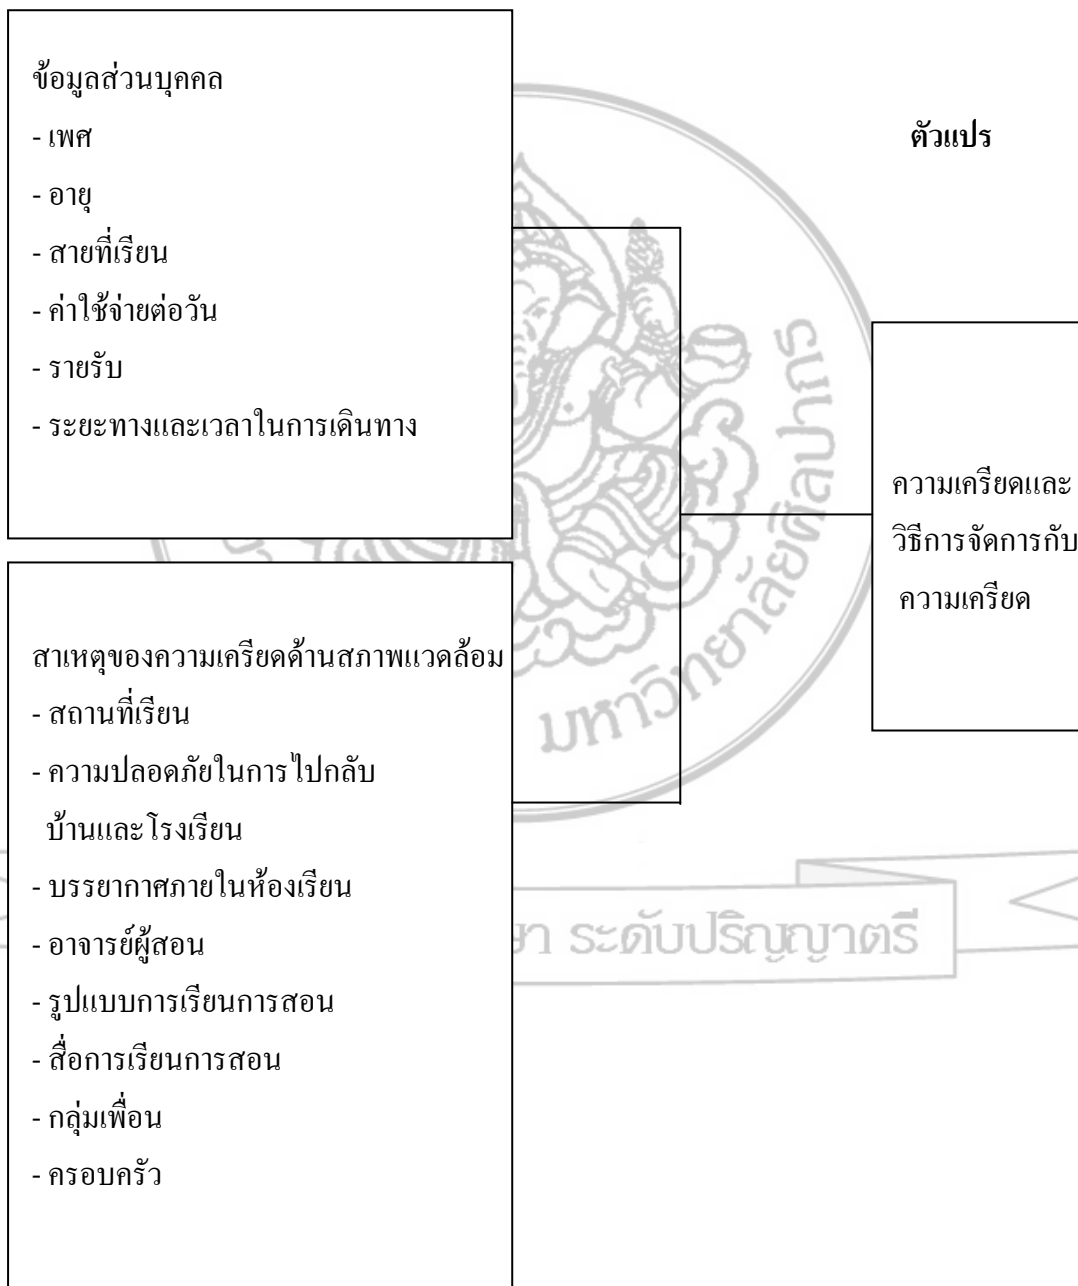 ข้อมูลส่วนบุคคล
- เพศ
- อายุ
- สายที่เรียน
- ค่าใช้จ่ายต่อวัน
- รายรับ
- ระยะทางและเวลาในการเดินทาง
ตัวแปร
ความเครียดและ
วิธีการจัดการกับ
ความเครียด
สาเหตุของความเครียดด้านสภาพแวดล้อม
- สถานที่เรียน
- ความปลอดภัยในการไปกลับ
บ้านและโรงเรียน
- บรรยากาศภายในห้องเรียน
- อาจารย์ผู้สอน
- รูปแบบการเรียนการสอน
- สื่อการเรียนการสอน
- กลุ่มเพื่อน
- ครอบครัว
มหาวิทยาลัยศิลปากร
ระดับปริญญาตรี